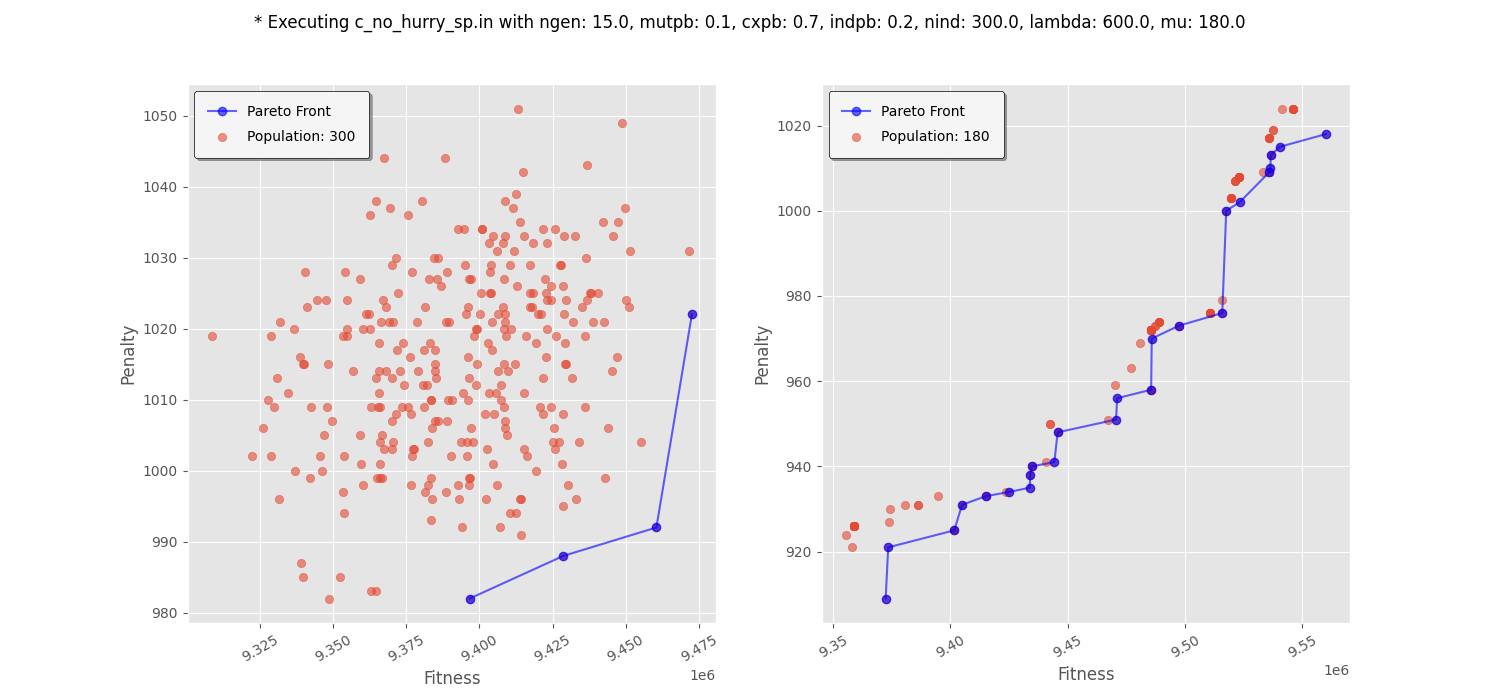 * Executing c_no_hurry_sp.in with ngen: 15.0, mutpb: 0.1, cxpb: 0.7, indpb: 0.2, nind: 300.0, lambda: 600.0, mu: 180.0
Pareto Front
Population: 300
1050
1040
1030
1020
1010
1000
990
980
Penalty
9.325
9.350
9.375
9.400
9.425
9.450
9.475
1e6
Fitness
Pareto Front
Population: 180
1020
1000
980
960
940
920
Penalty
9.35
9.40
9.45
9.50
9.55
1e6
Fitness